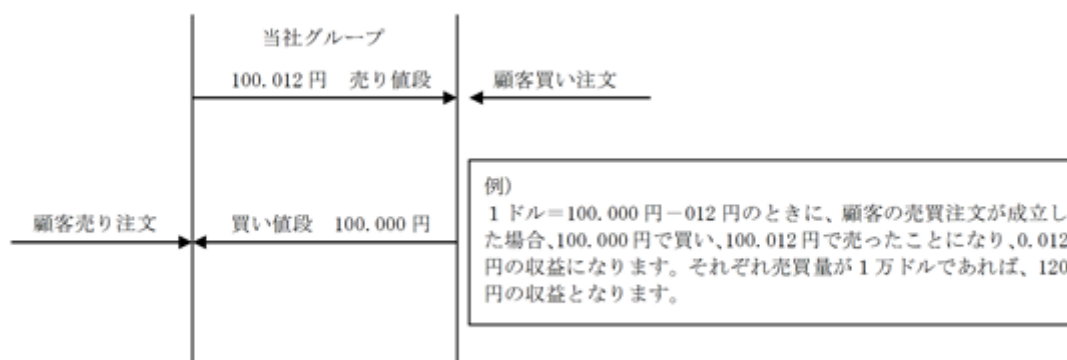 当社グループ
100.012円 売り値段
顧客買い注文
顧客売り注文
買い値段 100.000円
例)
1ドル=100.000円-012円のときに、顧客の売買注文が成立し
た場合、100.000円で買い、100.012円で売ったことになり、0.012
円の収益になります。それぞれ売買量が1万ドルであれば、120
円の収益となります。